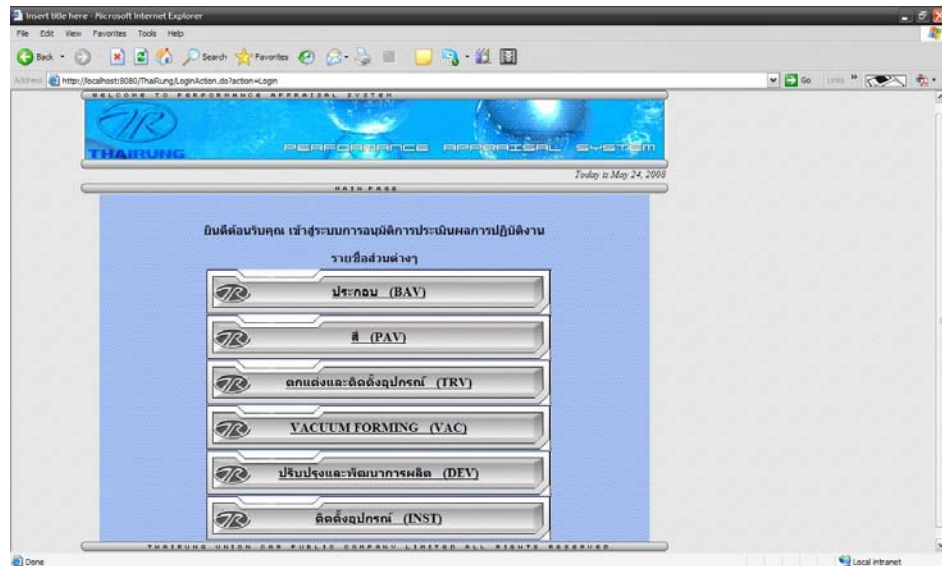 Insert title here - Microsoft Internet Explorer
File Edit View Favorites Tools Help
Back Search Favorites
Address http://localhost:8080/ThaiRung/LoginAction.do?action=Login Go Links »
WELCOME TO PERFORMANCE APPRAISAL SYSTEM
TR
THAIRUNG
PERFORMANCE APPRAISAL SYSTEM
Today is May 24, 2008
MAIN PAGE
ยินดีต้อนรับคุณ เข้าสู่ระบบการอนุมัติการประเมินผลการปฏิบัติงาน
รายชื่อส่วนต่างๆ
TR ประกอบ (BAV)
TR สี (PAV)
TR ตกแต่งและติดตั้งอุปกรณ์ (TRV)
TR VACUUM FORMING (VAC)
TR ปรับปรุงและพัฒนาการผลิต (DEV)
TR ติดตั้งอุปกรณ์ (INST)
THAIRUNG UNION CAR PUBLIC COMPANY LIMITED ALL RIGHTS RESERVED.
Done Local intranet